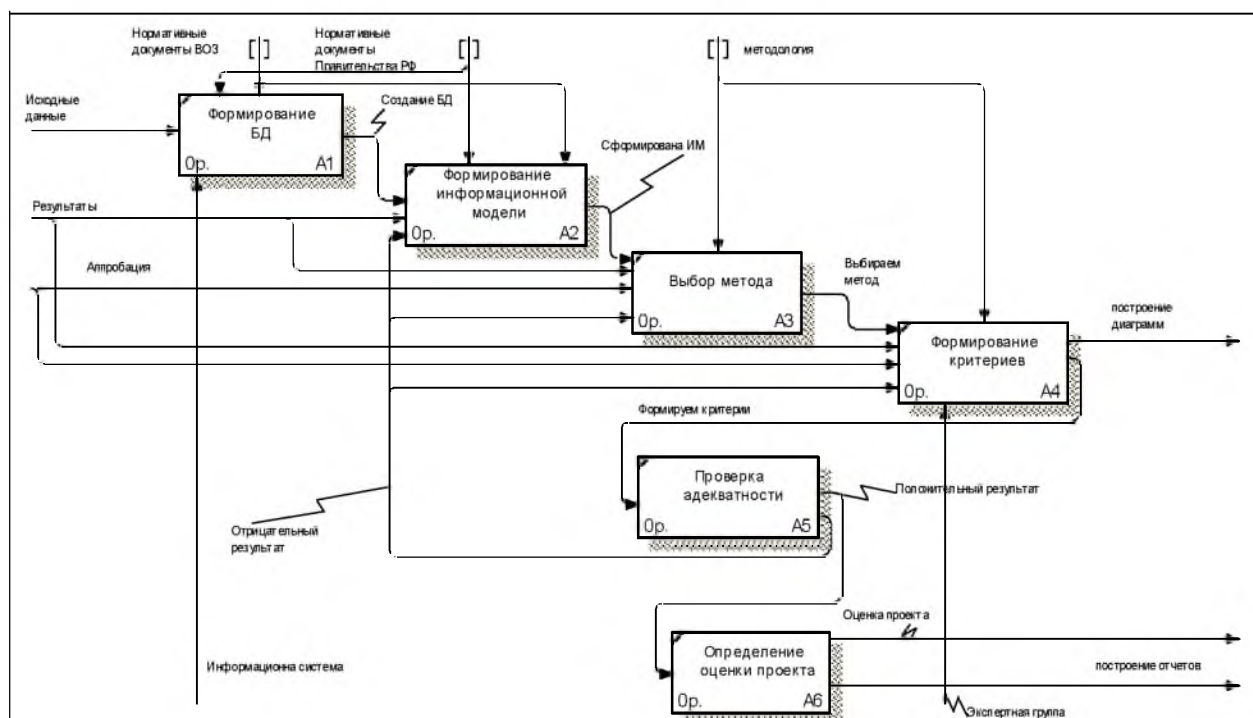 Нормативные
документы ВОЗ
Нормативные
документы
Правительства РФ
методология
Исходные
данные
Формирование
БД
0р.
A1
Создание БД
Формирование
информационной
модели
0р.
A2
Сформирована ИМ
Результаты
Аппробация
Выбор метода
0р.
A3
Выбираем
метод
Формирование
критериев
0р.
A4
построение
диаграмм
Формируем критерии
Проверка
адекватности
0р.
A5
Положительный результат
Отрицательный
результат
Оценка проекта
Определение
оценки проекта
0р.
A6
построение отчетов
Информационна система
Экспертная группа